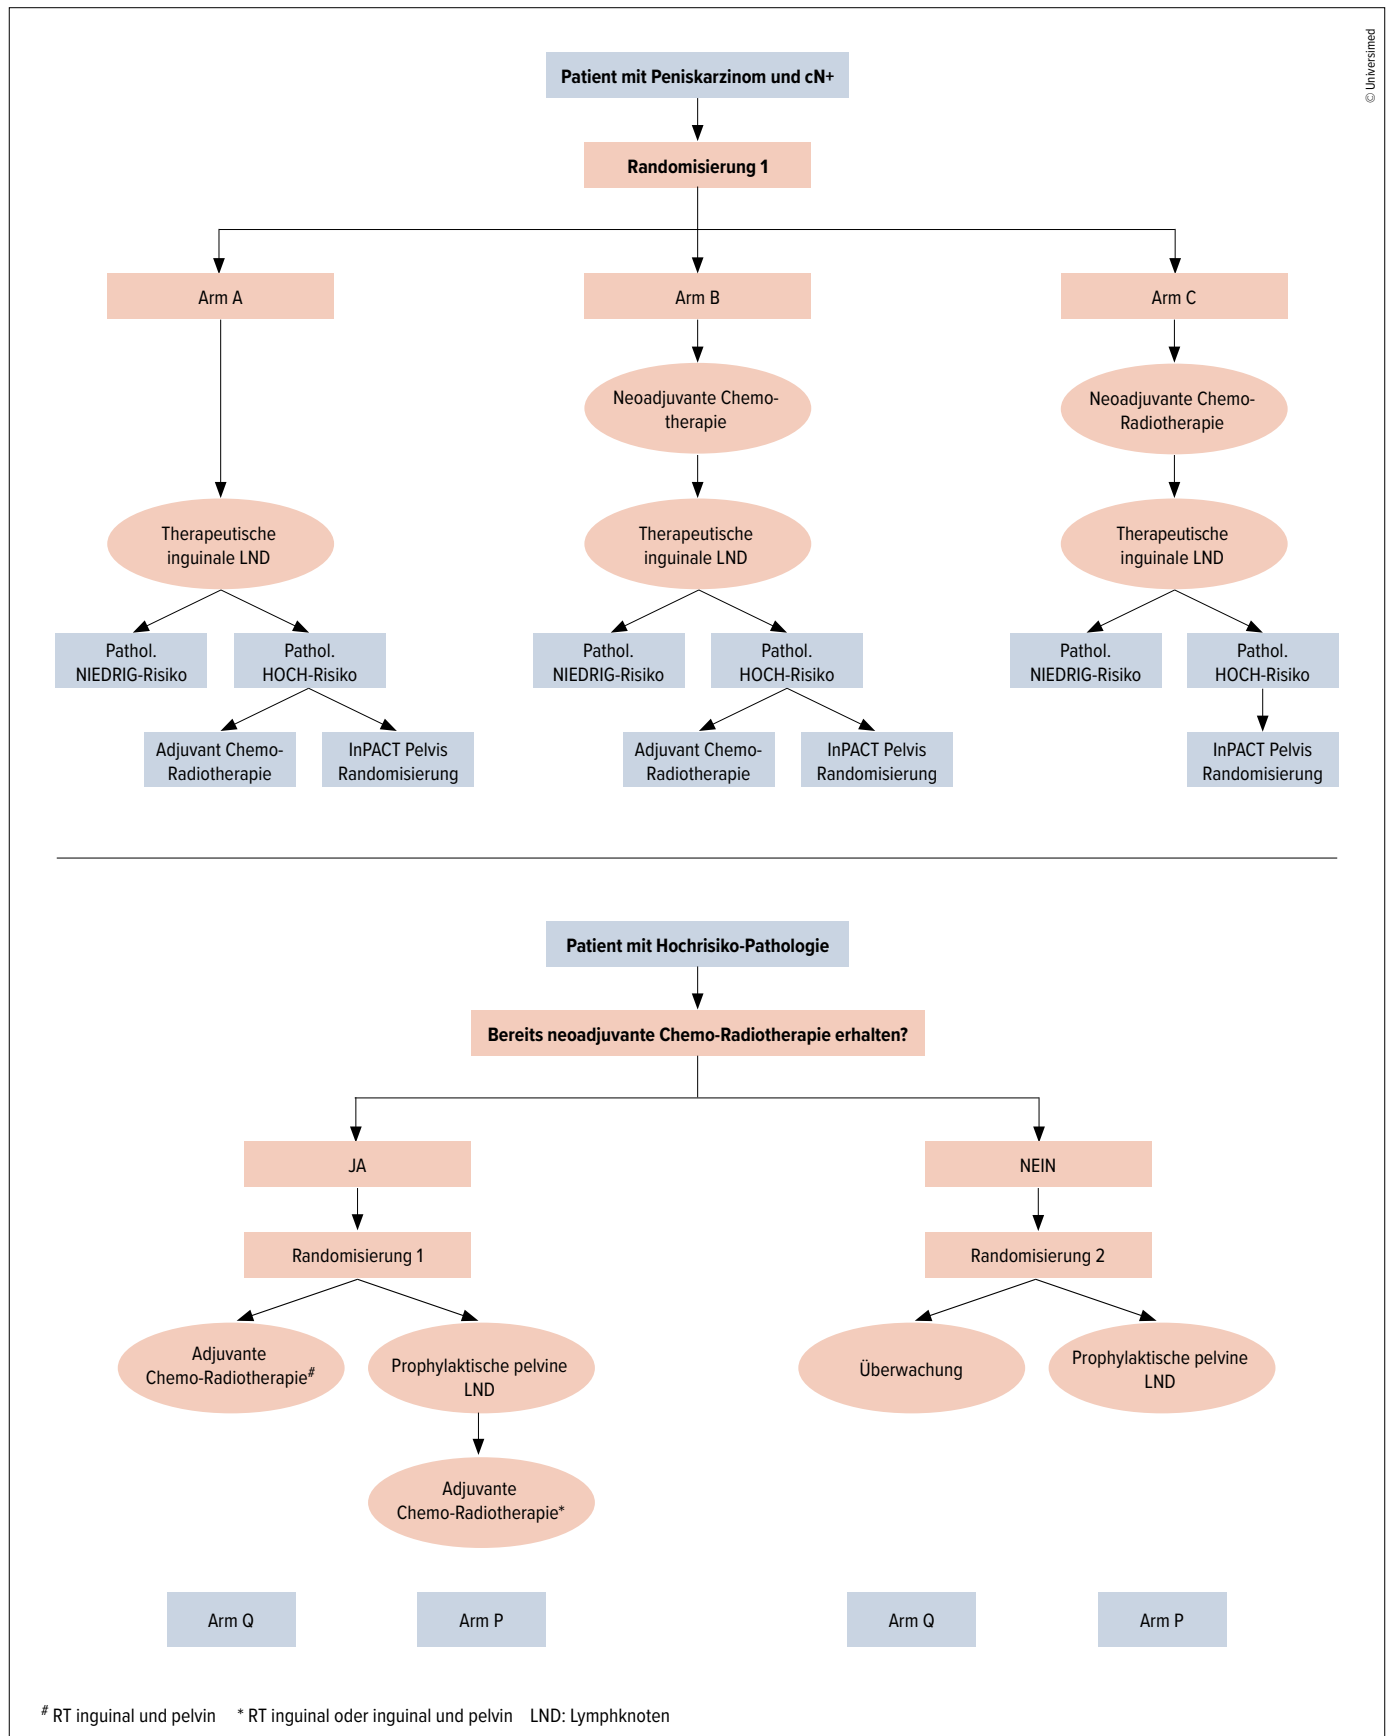 © Universimed
Patient mit Peniskarzinom und cN+
Randomisierung 1
Arm A
Arm B
Arm C
Neoadjuvante Chemo-
therapie
Neoadjuvante Chemo-
Radiotherapie
Therapeutische
inguinale LND
Therapeutische
inguinale LND
Therapeutische
inguinale LND
Pathol.
NIEDRIG-Risiko
Pathol.
HOCH-Risiko
Pathol.
NIEDRIG-Risiko
Pathol.
HOCH-Risiko
Pathol.
NIEDRIG-Risiko
Pathol.
HOCH-Risiko
Adjuvant Chemo-
Radiotherapie
InPACT Pelvis
Randomisierung
Adjuvant Chemo-
Radiotherapie
InPACT Pelvis
Randomisierung
InPACT Pelvis
Randomisierung
Patient mit Hochrisiko-Pathologie
Bereits neoadjuvante Chemo-Radiotherapie erhalten?
JA
NEIN
Randomisierung 1
Randomisierung 2
Adjuvante
Chemo-Radiotherapie#
Prophylaktische pelvine
LND
Überwachung
Prophylaktische pelvine
LND
Adjuvante
Chemo-Radiotherapie*
Arm Q
Arm P
Arm Q
Arm P
# RT inguinal und pelvin * RT inguinal oder inguinal und pelvin LND: Lymphknoten